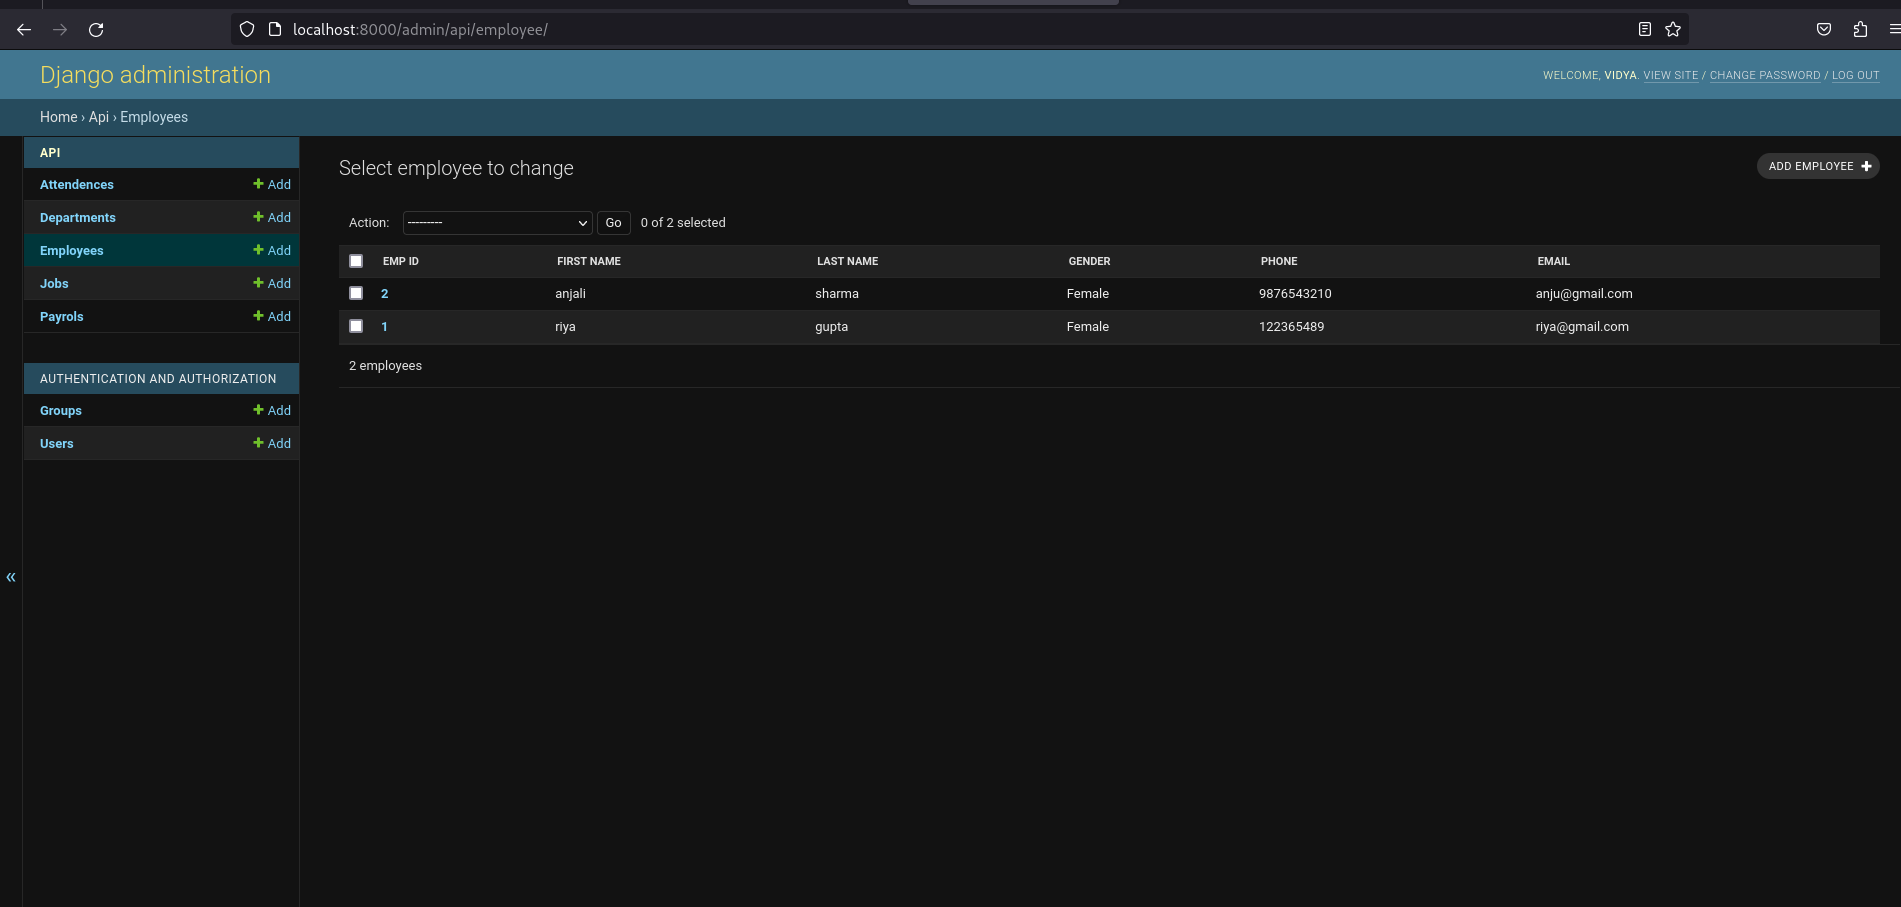 localhost:8000/admin/api/employee/
Django administration
WELCOME, VIDYA. VIEW SITE / CHANGE PASSWORD / LOG OUT
Home › Api › Employees
API
Attendences + Add
Departments + Add
Employees + Add
Jobs + Add
Payrols + Add
AUTHENTICATION AND AUTHORIZATION
Groups + Add
Users + Add
«
Select employee to change
ADD EMPLOYEE +
Action: --------- Go 0 of 2 selected
EMP ID FIRST NAME LAST NAME GENDER PHONE EMAIL
2 anjali sharma Female 9876543210 anju@gmail.com
1 riya gupta Female 122365489 riya@gmail.com
2 employees